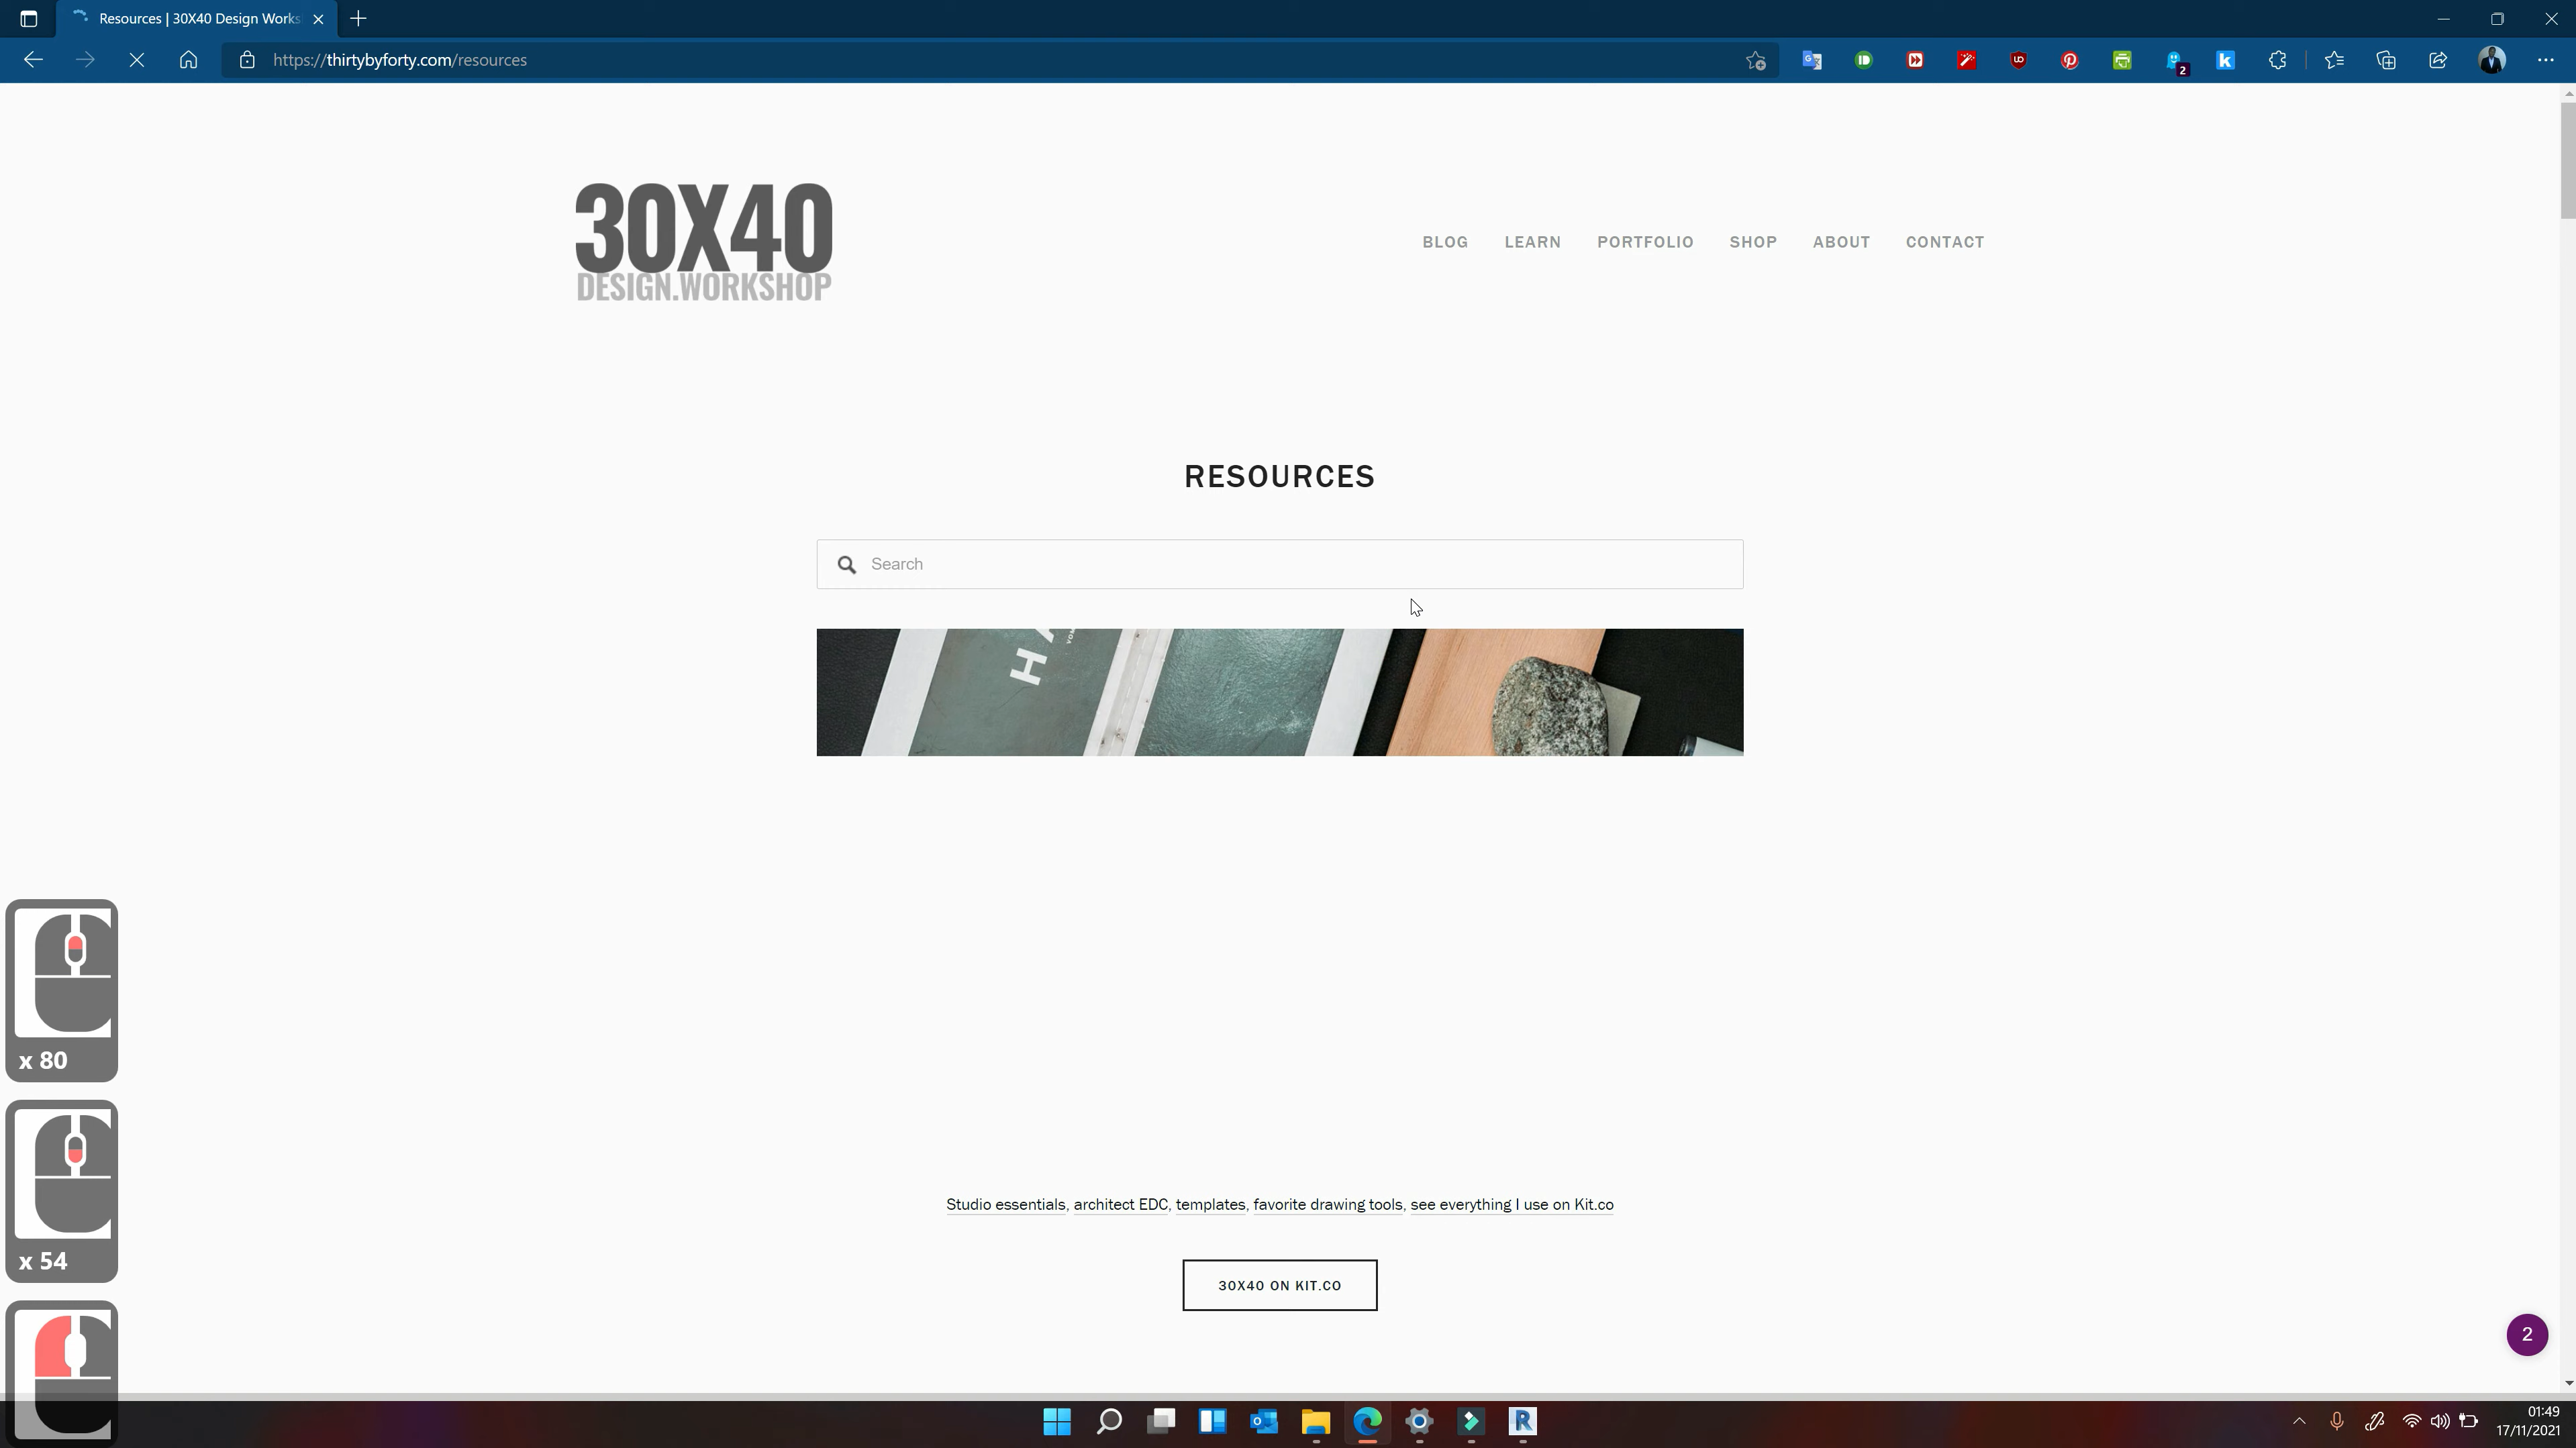 Resources | 30X40 Design Works
https://thirtybyforty.com/resources
2
30X40
DESIGN.WORKSHOP
BLOG LEARN PORTFOLIO SHOP ABOUT CONTACT
RESOURCES
Search
H
x 80
x 54
Studio essentials, architect EDC, templates, favorite drawing tools, see everything I use on Kit.co
30X40 ON KIT.CO
2
01:49
17/11/2021